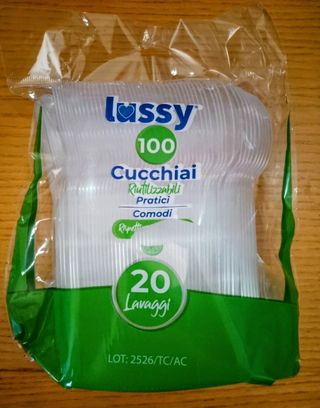 lussy
100
Cucchiai
Riutilizzabili
Pratici
Comodi
20
Lavaggi
LOT: 2526/TC/AC